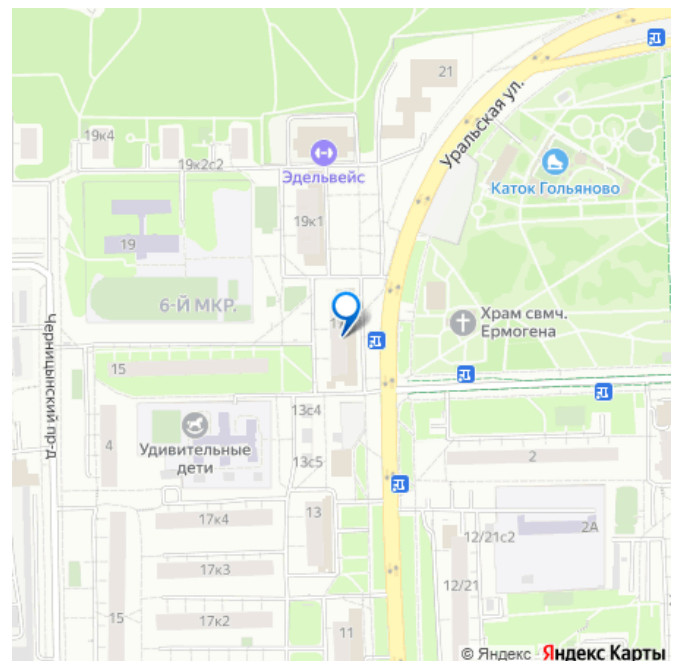 21
Уральская ул.
19к4
19к2с2
Эдельвейс
Каток Гольяново
19к1
19
6-Й МКР.
Храм свмч.
Ермогена
Черницынский пр-д
15
13с4
4
Удивительные
дети
13с5
2
17к4
13
12/21с2
2А
17к3
12/21
15
17к2
11
© Яндекс Яндекс Карты